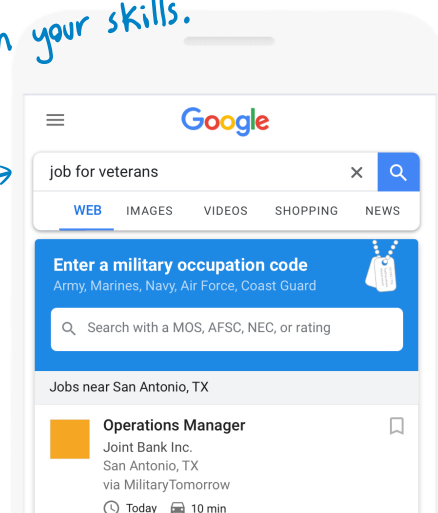 your skills.
Google
job for veterans
WEB IMAGES VIDEOS SHOPPING NEWS
Enter a military occupation code
Army, Marines, Navy, Air Force, Coast Guard
Search with a MOS, AFSC, NEC, or rating
Jobs near San Antonio, TX
Operations Manager
Joint Bank Inc.
San Antonio, TX
via MilitaryTomorrow
Today 10 min